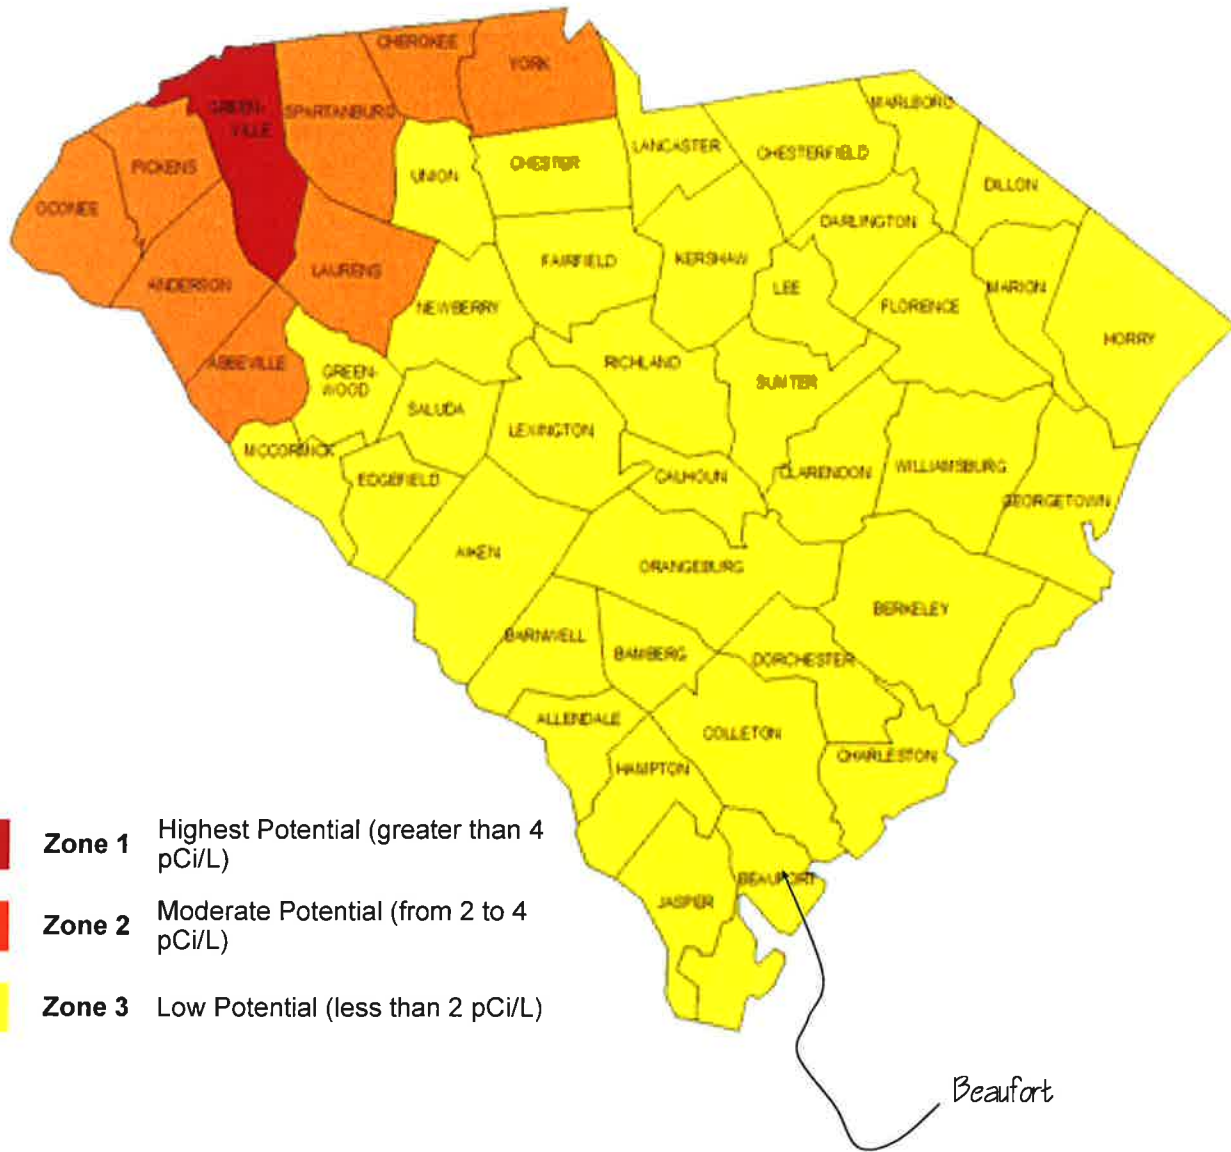 CHEROKEE
YORK
GREEN-
VILLE
SPARTANBURG
MARLBORO
PICKENS
UNION
CHESTER
LANCASTER
CHESTERFIELD
DILLON
OCONEE
DARLINGTON
ANDERSON
LAURENS
FAIRFIELD
KERSHAW
LEE
MARION
NEWBERRY
FLORENCE
HORRY
ABBEVILLE
GREEN-
WOOD
RICHLAND
SUMTER
SALUDA
LEXINGTON
MCCORMICK
EDGEFIELD
CALHOUN
CLARENDON
WILLIAMSBURG
GEORGETOWN
AIKEN
ORANGEBURG
BERKELEY
BARNWELL
BAMBERG
DORCHESTER
ALLENDALE
COLLETON
CHARLESTON
HAMPTON
BEAUFORT
JASPER
Zone 1 Highest Potential (greater than 4
pCi/L)
Zone 2 Moderate Potential (from 2 to 4
pCi/L)
Zone 3 Low Potential (less than 2 pCi/L)
Beaufort